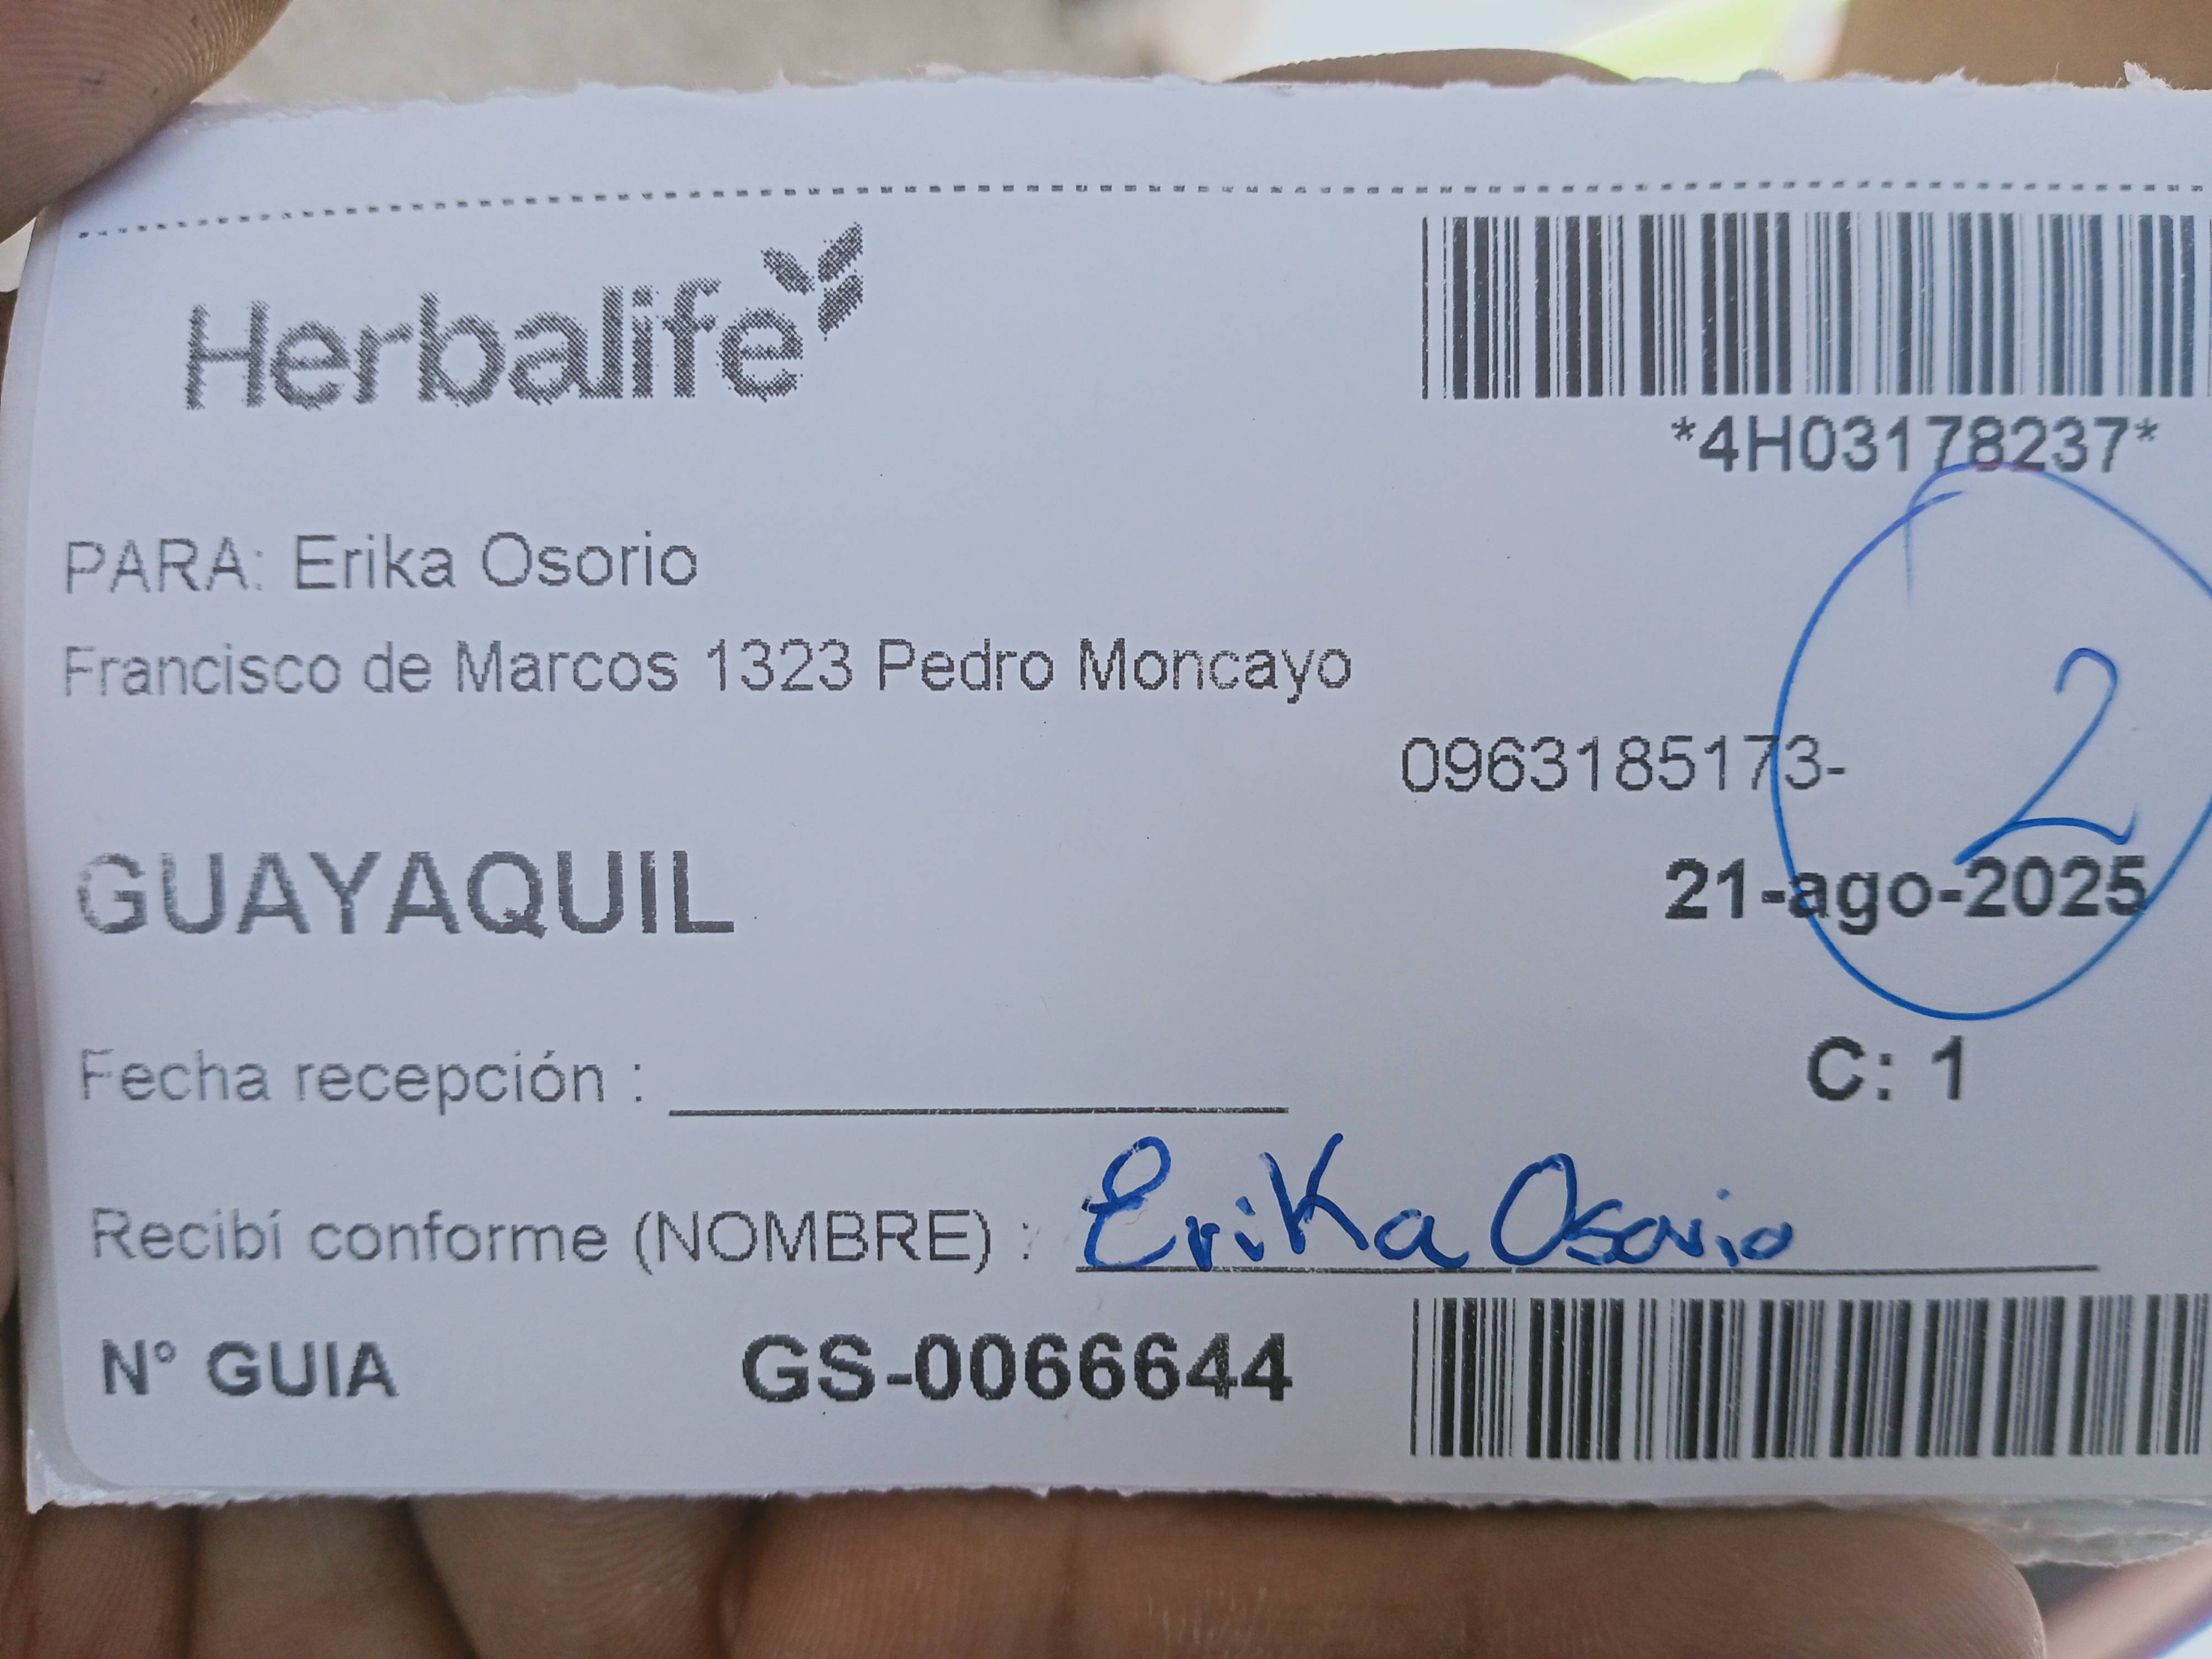 Herbalife
*4H03178237*
PARA: Erika Osorio
Francisco de Marcos 1323 Pedro Moncayo
2
0963185173-
GUAYAQUIL
21-ago-2025
Fecha recepción :
C: 1
Recibí conforme (NOMBRE) : Erika Osorio
N° GUIA GS-0066644